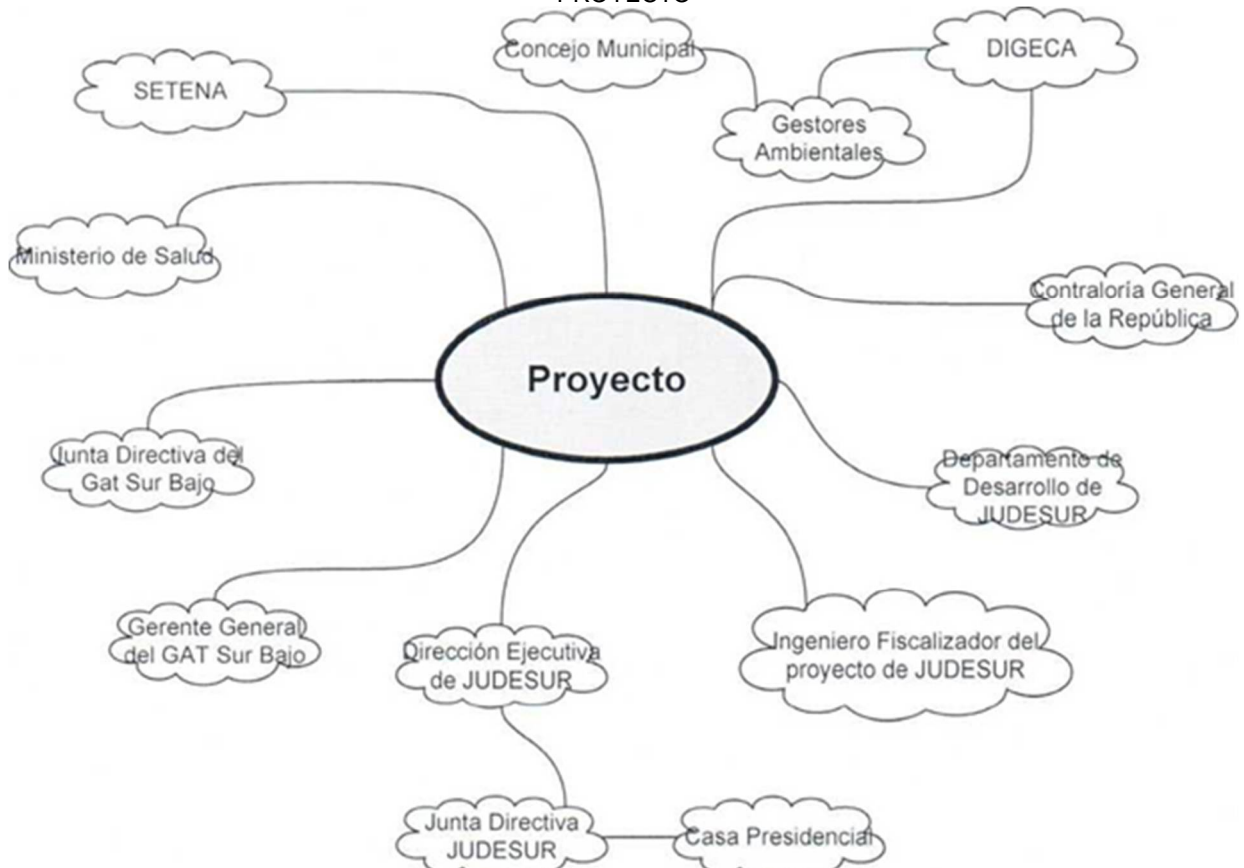 PROYECTO
Concejo Municipal
DIGECA
SETENA
Gestores
Ambientales
Ministerio de Salud
Contraloría General
de la República
Proyecto
Junta Directiva del
Gat Sur Bajo
Departamento de
Desarrollo de
JUDESUR
Gerente General
del GAT Sur Bajo
Dirección Ejecutiva
de JUDESUR
Ingeniero Fiscalizador del
proyecto de JUDESUR
Junta Directiva
JUDESUR
Casa Presidencial